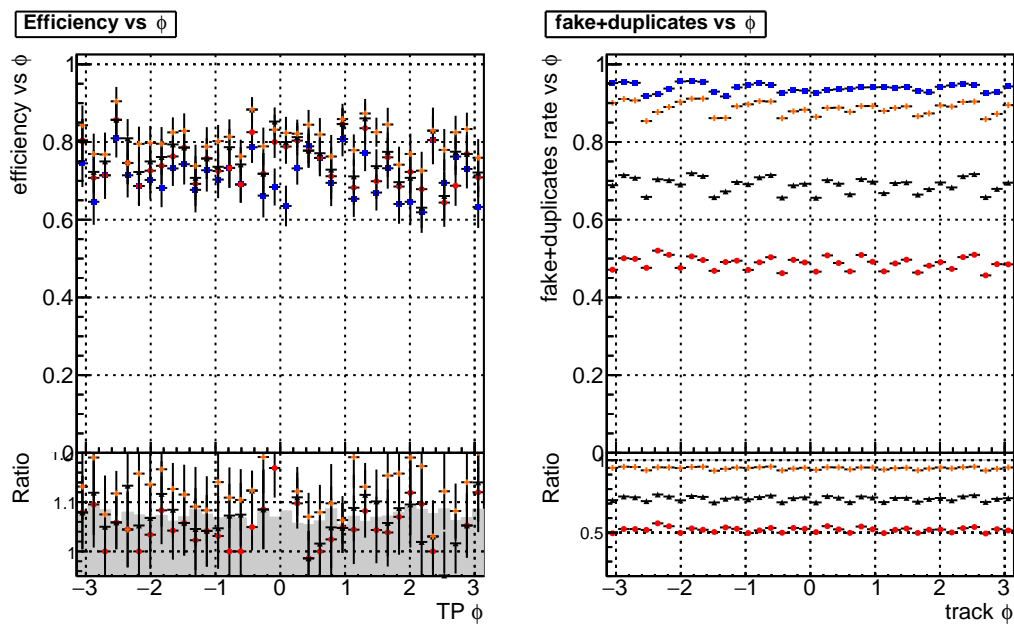 Efficiency vs ϕ
efficiency vs ϕ
1
0.8
0.6
0.4
0.2
0
Ratio
1.1
1
−3 −2 −1 0 1 2 3
TP ϕ
fake+duplicates vs ϕ
fake+duplicates rate vs ϕ
1
0.8
0.6
0.4
0.2
0
Ratio
0.5
−3 −2 −1 0 1 2 3
track ϕ